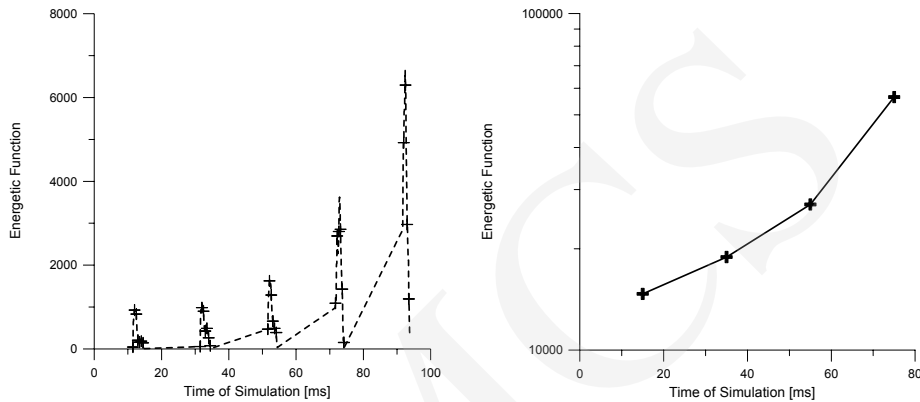 8000
6000
4000
2000
0
Energetic Function
0 20 40 60 80 100
Time of Simulation [ms]
100000
10000
Energetic Function
0 20 40 60 80
Time of Simulation [ms]
MCS